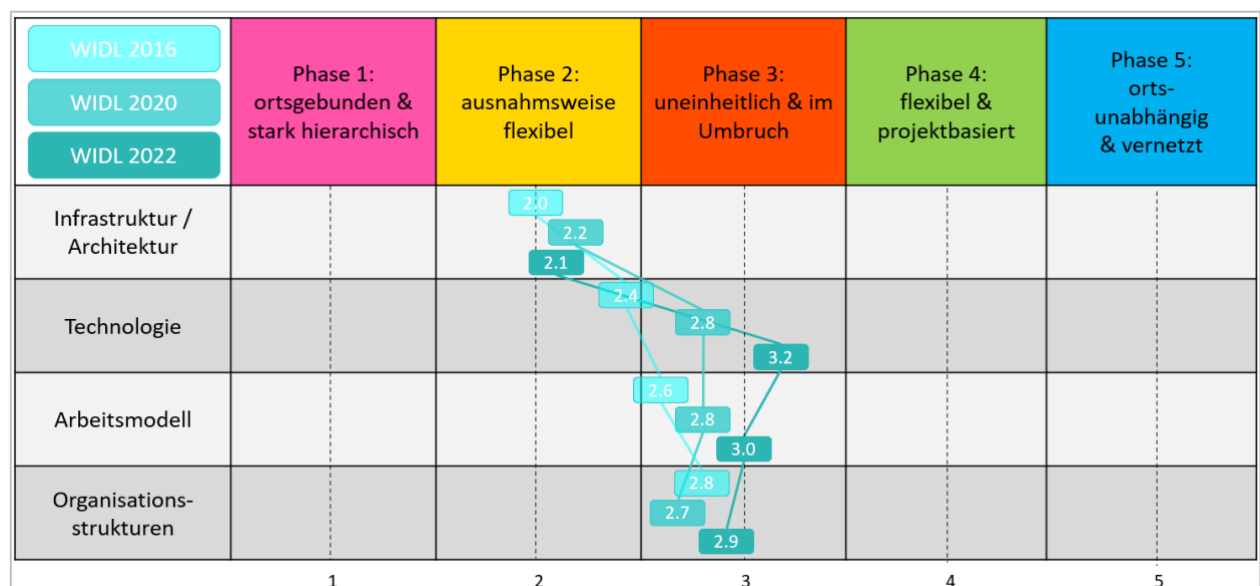 WIDL 2016
WIDL 2020
WIDL 2022
Phase 1:
ortsgebunden &
stark hierarchisch
Phase 2:
ausnahmsweise
flexibel
Phase 3:
uneinheitlich & im
Umbruch
Phase 4:
flexibel &
projektbasiert
Phase 5:
orts-
unabhängig
& vernetzt
Infrastruktur /
Architektur
2.0
2.2
2.1
Technologie
2.4
2.8
3.2
Arbeitsmodell
2.6
2.8
3.0
Organisations-
strukturen
2.8
2.7
2.9
1
2
3
4
5